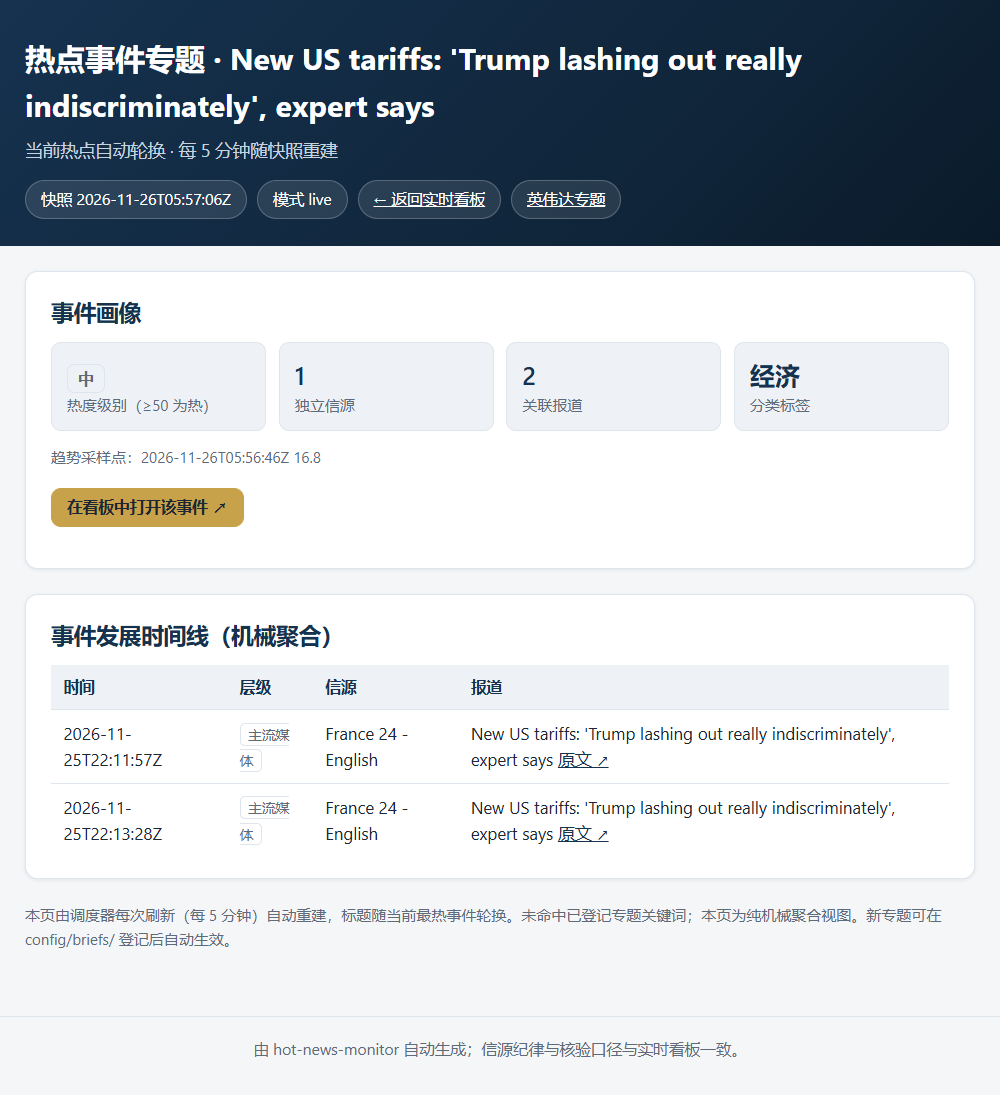 热点事件专题 · New US tariffs: 'Trump lashing out really
indiscriminately', expert says
当前热点自动轮换 · 每 5 分钟随快照重建
快照 2026-11-26T05:57:06Z
模式 live
← 返回实时看板
英伟达专题
事件画像
中
热度级别（≥50 为热）
1
独立信源
2
关联报道
经济
分类标签
趋势采样点：2026-11-26T05:56:46Z 16.8
在看板中打开该事件 ↗
事件发展时间线（机械聚合）
时间 层级 信源 报道
2026-11-
25T22:11:57Z
主流媒
体
France 24 -
English
New US tariffs: 'Trump lashing out really indiscriminately',
expert says 原文 ↗
2026-11-
25T22:13:28Z
主流媒
体
France 24 -
English
New US tariffs: 'Trump lashing out really indiscriminately',
expert says 原文 ↗
本页由调度器每次刷新（每 5 分钟）自动重建，标题随当前最热事件轮换。未命中已登记专题关键词；本页为纯机械聚合视图。新专题可在
config/briefs/ 登记后自动生效。
由 hot-news-monitor 自动生成；信源纪律与核验口径与实时看板一致。